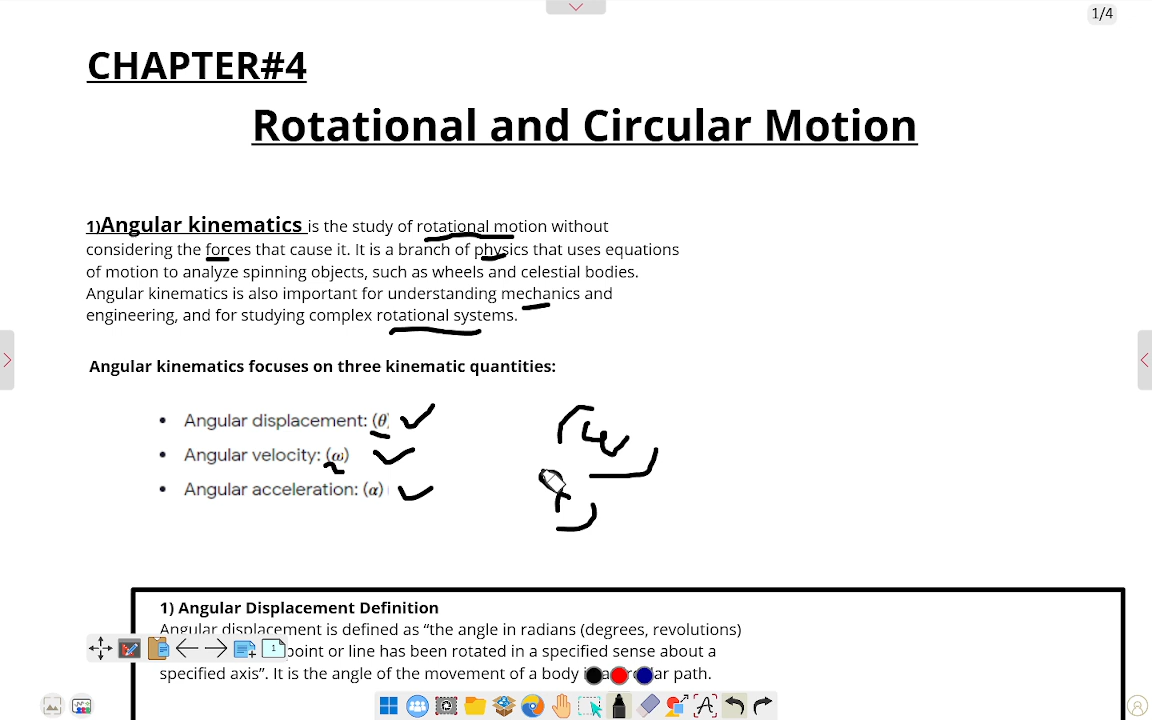 1/4
CHAPTER#4
Rotational and Circular Motion
1)Angular kinematics is the study of rotational motion without
considering the forces that cause it. It is a branch of physics that uses equations
of motion to analyze spinning objects, such as wheels and celestial bodies.
Angular kinematics is also important for understanding mechanics and
engineering, and for studying complex rotational systems.
Angular kinematics focuses on three kinematic quantities:
• Angular displacement: (θ)
• Angular velocity: (ω)
• Angular acceleration: (α)
1) Angular Displacement Definition
Angular displacement is defined as “the angle in radians (degrees, revolutions)
point or line has been rotated in a specified sense about a
specified axis”. It is the angle of the movement of a body path.
1